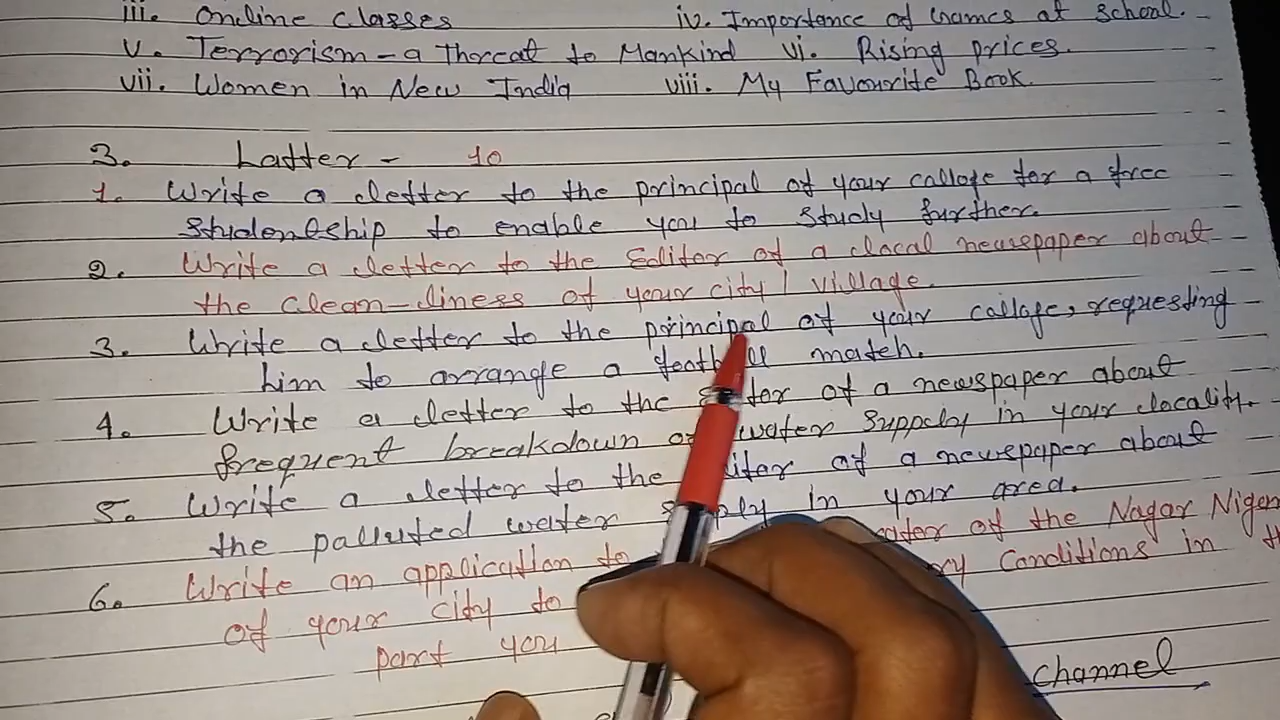 iii. Online Classes iv. Importance of Games at School.
v. Terrorism - a Threat to Mankind vi. Rising prices.
vii. Women in New India viii. My Favourite Book.
3. Latter - 10
1. Write a letter to the principal of your callage for a free
studentship to enable you to study further.
2. Write a letter to the Editor of a local newspaper about
the clean-liness of your city / village.
3. Write a letter to the principal of your callage, requesting
him to arrange a football match.
4. Write a letter to the of a newspaper about
frequent breakdown of water supply in your locality.
5. Write a letter to the of a newspaper about
the palluted water in your area.
6. Write an application to of the Nagar Nigam
of your city to Conditions in
part you
channel